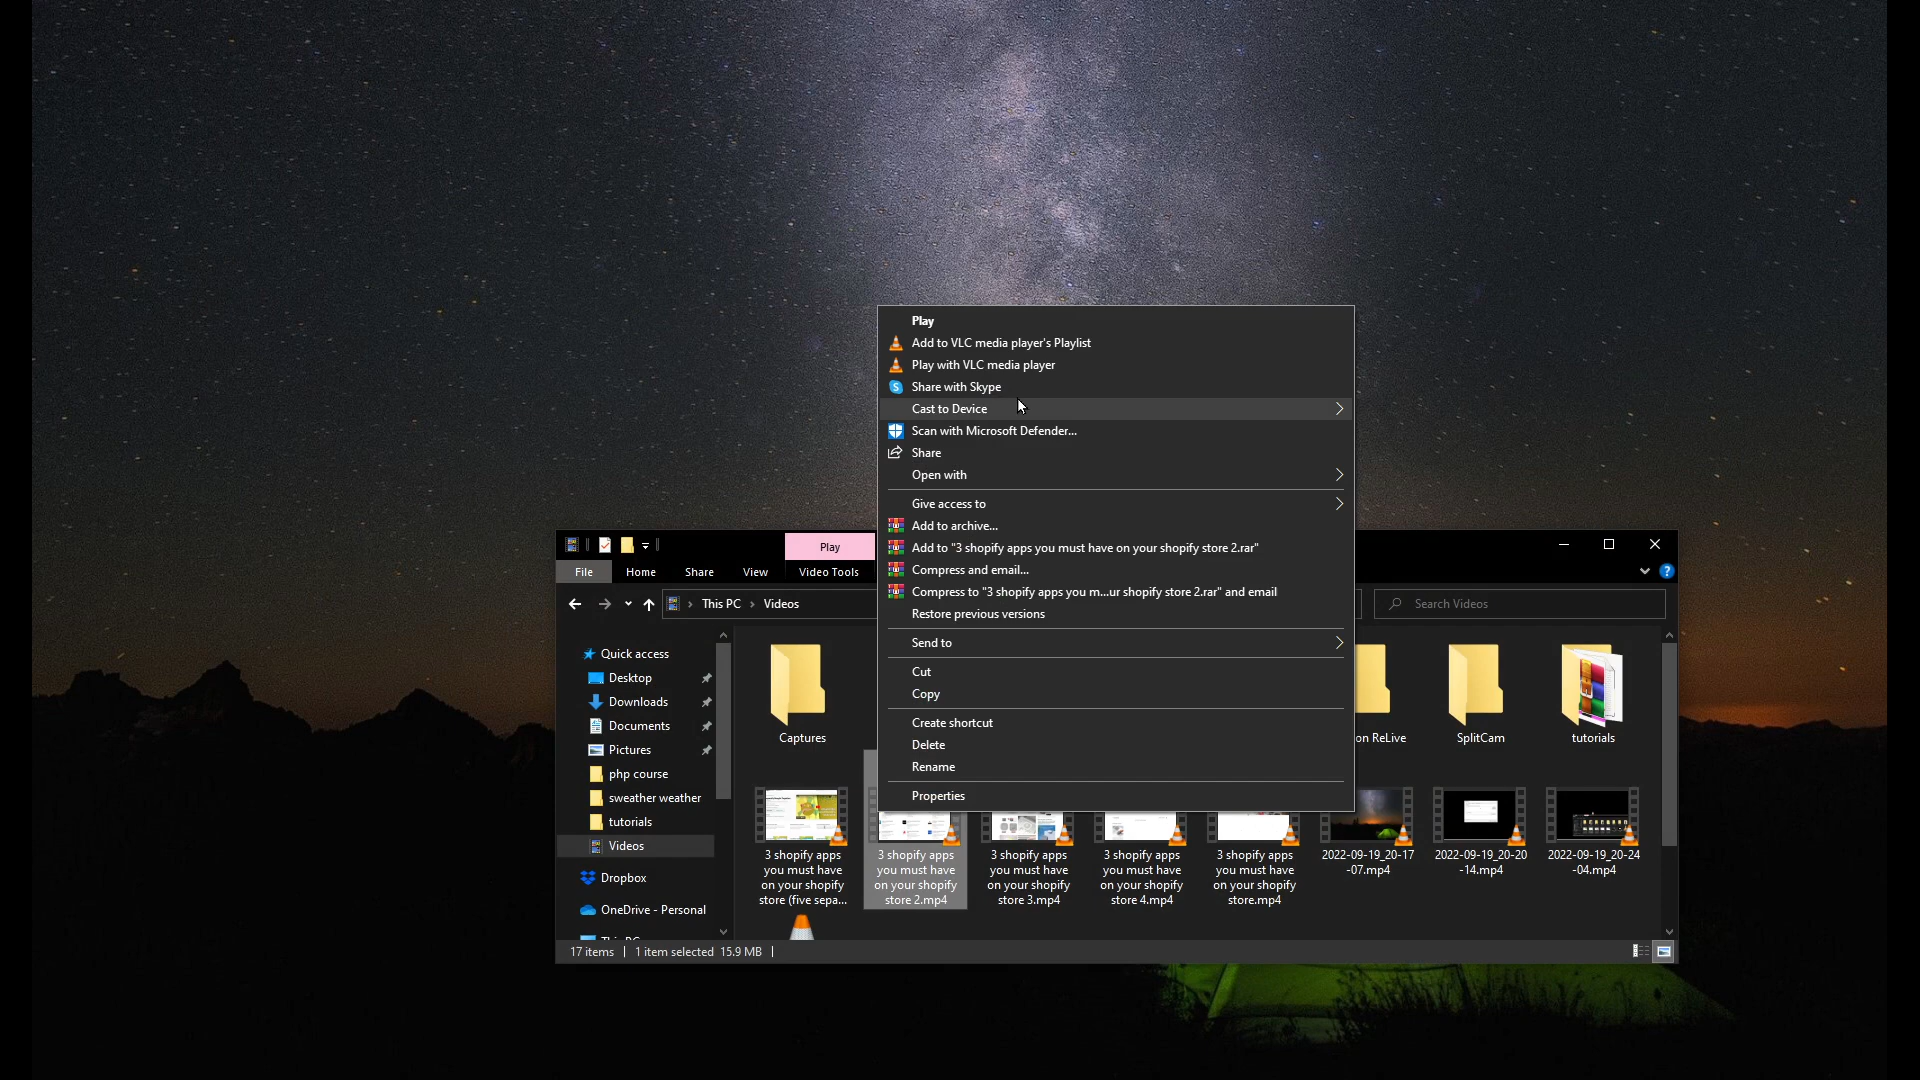 Play
Add to VLC media player's Playlist
Play with VLC media player
Share with Skype
Cast to Device
Scan with Microsoft Defender...
Share
Open with
Give access to
Add to archive...
Add to "3 shopify apps you must have on your shopify store 2.rar"
Compress and email...
Compress to "3 shopify apps you m...ur shopify store 2.rar" and email
Restore previous versions
Send to
Cut
Copy
Create shortcut
Delete
Rename
Properties
Play
File Home Share View Video Tools
This PC Videos
Search Videos
Quick access
Desktop
Downloads
Documents
Pictures
php course
sweather weather
tutorials
Videos
Dropbox
OneDrive - Personal
Captures
on ReLive
SplitCam
tutorials
3 shopify apps
you must have
on your shopify
store (five sepa...
3 shopify apps
you must have
on your shopify
store 2.mp4
3 shopify apps
you must have
on your shopify
store 3.mp4
3 shopify apps
you must have
on your shopify
store 4.mp4
3 shopify apps
you must have
on your shopify
store.mp4
2022-09-19_20-17
-07.mp4
2022-09-19_20-20
-14.mp4
2022-09-19_20-24
-04.mp4
17 items 1 item selected 15.9 MB